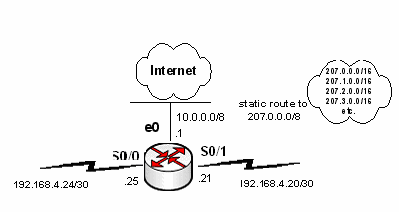 Internet
207.0.0.0/16
207.1.0.0/16
207.2.0.0/16
207.3.0.0/16
etc.
static route to
207.0.0.0/8
10.0.0.0/8
.1
e0
S0/0
S0/1
.25
.21
192.168.4.24/30
192.168.4.20/30